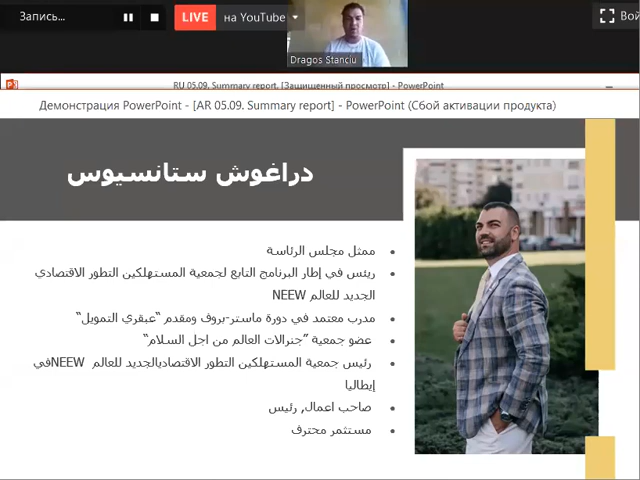 Запись...
LIVE на YouTube
Вой
Dragos Stanciu
RU 05.09. Summary report. [Защищенный просмотр] - PowerPoint
Демонстрация PowerPoint - [AR 05.09. Summary report] - PowerPoint (Сбой активации продукта)
دراغوش ستانسيوس
ممثل مجلس الرئاسة
ريئس في إطار البرنامج التابع لجمعية المستهلكين التطور الاقتصادي
الجديد للعالم NEEW
مدرب معتمد في دورة ماستر-بروف ومقدم “عبقري التمويل“
عضو جمعية ”جنرالات العالم من اجل السلام“
رئيس جمعية المستهلكين التطور الاقتصاديالجديد للعالم NEEWفي
إيطاليا
صاحب اعمال, رئيس
مستثمر محترف